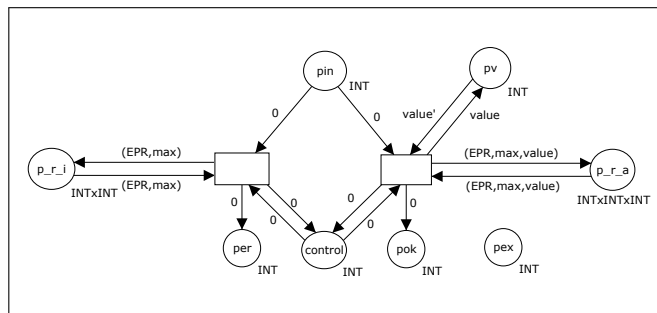 pin
INT
pv
INT
0
0
value'
value
p_r_i
INTxINT
(EPR,max)
(EPR,max)
(EPR,max,value)
(EPR,max,value)
p_r_a
INTxINTxINT
0
0
0
0
0
0
per
INT
control
INT
pok
INT
pex
INT